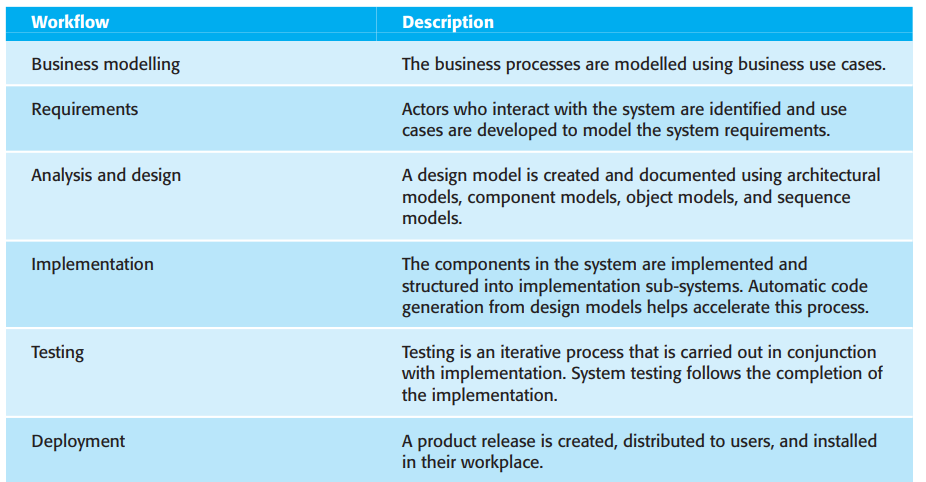 Workflow Description
Business modelling The business processes are modelled using business use cases.
Requirements Actors who interact with the system are identified and use
cases are developed to model the system requirements.
Analysis and design A design model is created and documented using architectural
models, component models, object models, and sequence
models.
Implementation The components in the system are implemented and
structured into implementation sub-systems. Automatic code
generation from design models helps accelerate this process.
Testing Testing is an iterative process that is carried out in conjunction
with implementation. System testing follows the completion of
the implementation.
Deployment A product release is created, distributed to users, and installed
in their workplace.